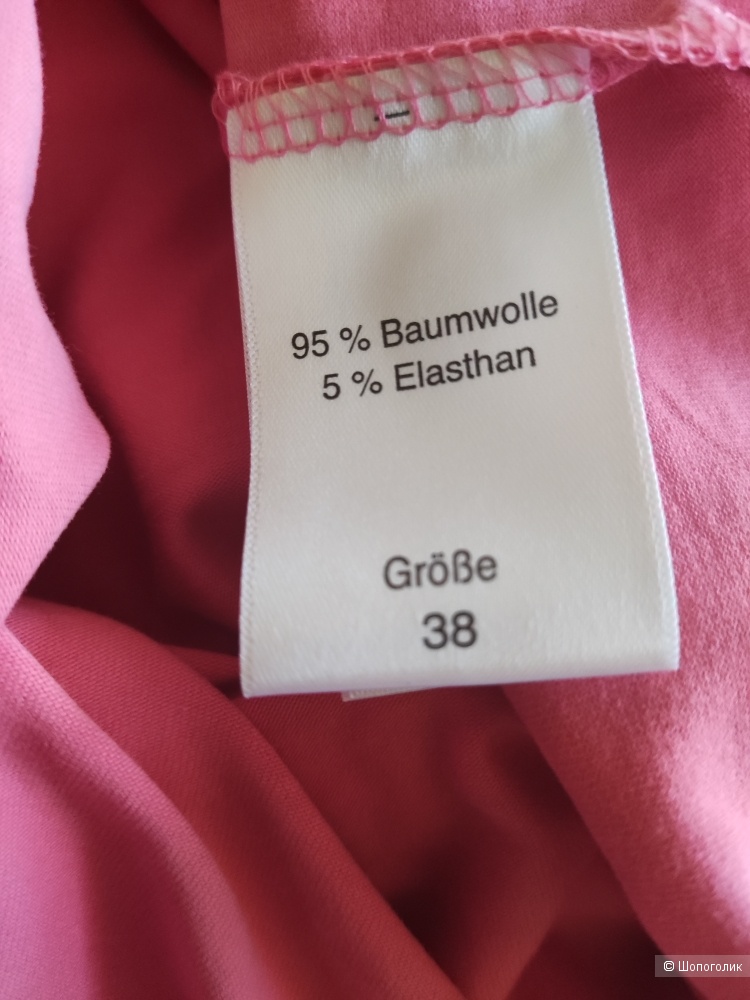 95 % Baumwolle
5 % Elasthan
Größe
38
© Шопоголик